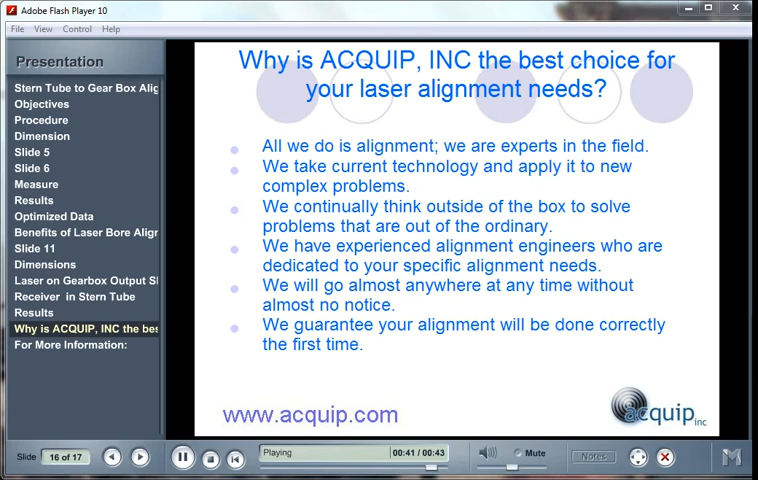 Adobe Flash Player 10
File View Control Help
Presentation
Stern Tube to Gear Box Alig
Objectives
Procedure
Dimension
Slide 5
Slide 6
Measure
Results
Optimized Data
Benefits of Laser Bore Alignr
Slide 11
Dimensions
Laser on Gearbox Output Sl
Receiver in Stern Tube
Results
Why is ACQUIP, INC the bes
For More Information:
Why is ACQUIP, INC the best choice for
your laser alignment needs?
All we do is alignment; we are experts in the field.
We take current technology and apply it to new
complex problems.
We continually think outside of the box to solve
problems that are out of the ordinary.
We have experienced alignment engineers who are
dedicated to your specific alignment needs.
We will go almost anywhere at any time without
almost no notice.
We guarantee your alignment will be done correctly
the first time.
www.acquip.com
acquip inc
Slide 16 of 17
Playing 00:41 / 00:43
Mute
Notes